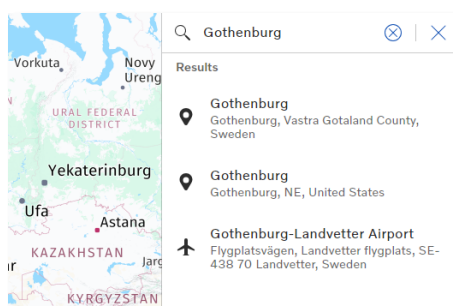 Vorkuta
Novy
Ureng
URAL FEDERAL
DISTRICT
Yekaterinburg
Ufa
Astana
KAZAKHSTAN
Jarg
KYRGYZSTAN
Gothenburg
Results
Gothenburg
Gothenburg, Vastra Gotaland County,
Sweden
Gothenburg
Gothenburg, NE, United States
Gothenburg-Landvetter Airport
Flygplatsvägen, Landvetter flygplats, SE-
438 70 Landvetter, Sweden